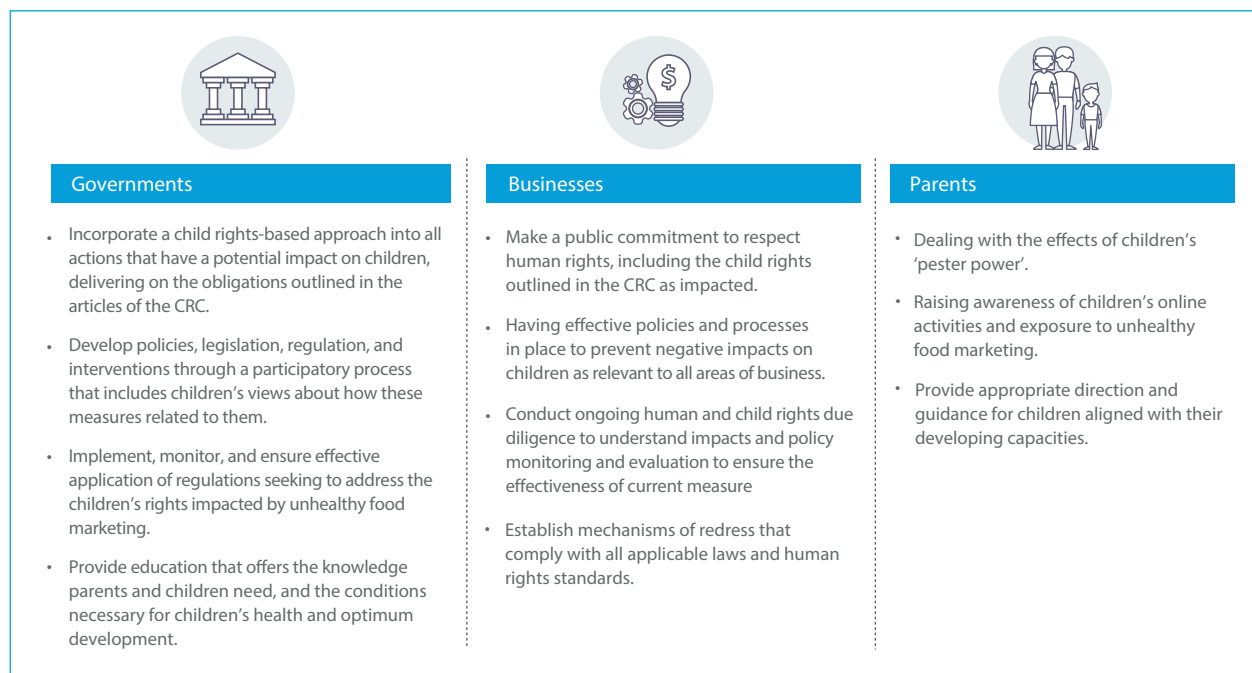 $
Governments
• Incorporate a child rights-based approach into all
actions that have a potential impact on children,
delivering on the obligations outlined in the
articles of the CRC.
• Develop policies, legislation, regulation, and
interventions through a participatory process
that includes children’s views about how these
measures related to them.
• Implement, monitor, and ensure effective
application of regulations seeking to address the
children’s rights impacted by unhealthy food
marketing.
• Provide education that offers the knowledge
parents and children need, and the conditions
necessary for children’s health and optimum
development.
Businesses
• Make a public commitment to respect
human rights, including the child rights
outlined in the CRC as impacted.
• Having effective policies and processes
in place to prevent negative impacts on
children as relevant to all areas of business.
• Conduct ongoing human and child rights due
diligence to understand impacts and policy
monitoring and evaluation to ensure the
effectiveness of current measure
• Establish mechanisms of redress that
comply with all applicable laws and human
rights standards.
Parents
• Dealing with the effects of children’s
‘pester power’.
• Raising awareness of children’s online
activities and exposure to unhealthy
food marketing.
• Provide appropriate direction and
guidance for children aligned with their
developing capacities.